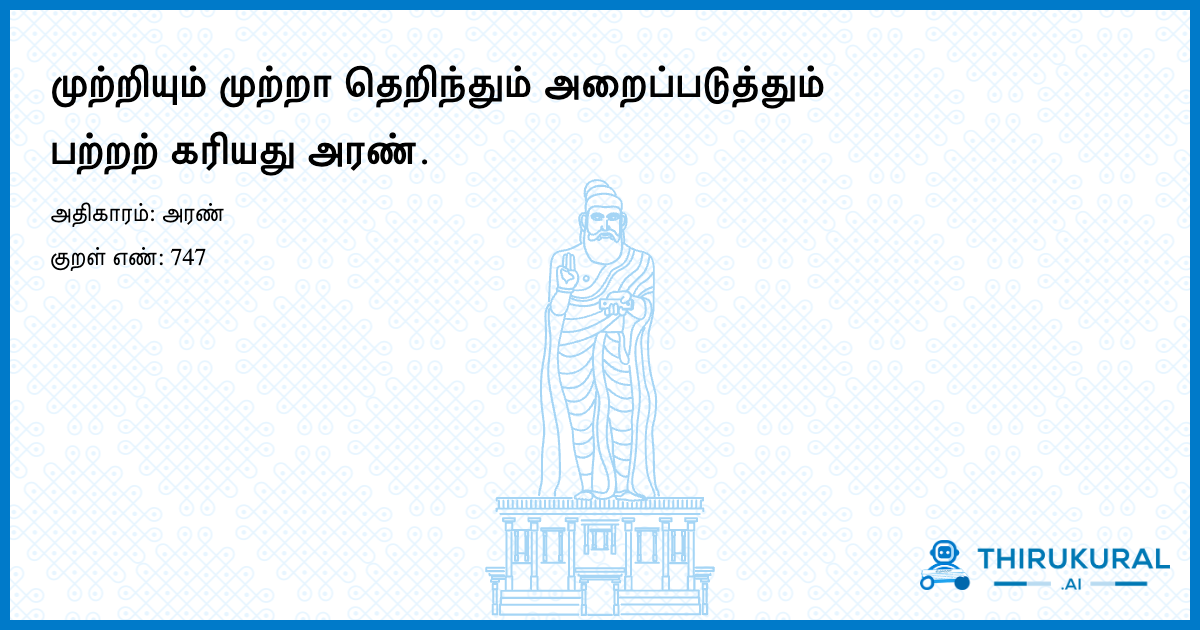 முற்றியும் முற்றா தெறிந்தும் அறைப்படுத்தும்
பற்றற் கரியது அரண்.
அதிகாரம்: அரண்
குறள் எண்: 747
THIRUKURAL
.AI